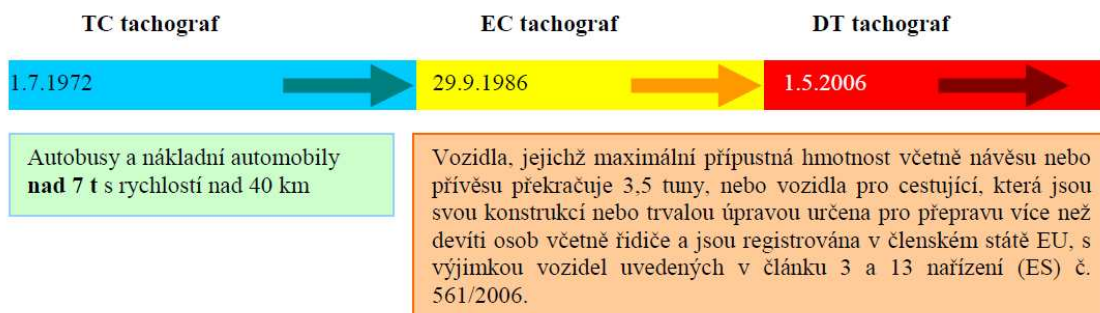 TC tachograf EC tachograf DT tachograf
1.7.1972 29.9.1986 1.5.2006
Autobusy a nákladní automobily
nad 7 t s rychlostí nad 40 km
Vozidla, jejichž maximální přípustná hmotnost včetně návěsu nebo
přívěsu překračuje 3,5 tuny, nebo vozidla pro cestující, která jsou
svou konstrukcí nebo trvalou úpravou určena pro přepravu více než
devíti osob včetně řidiče a jsou registrována v členském státě EU, s
výjimkou vozidel uvedených v článku 3 a 13 nařízení (ES) č.
561/2006.